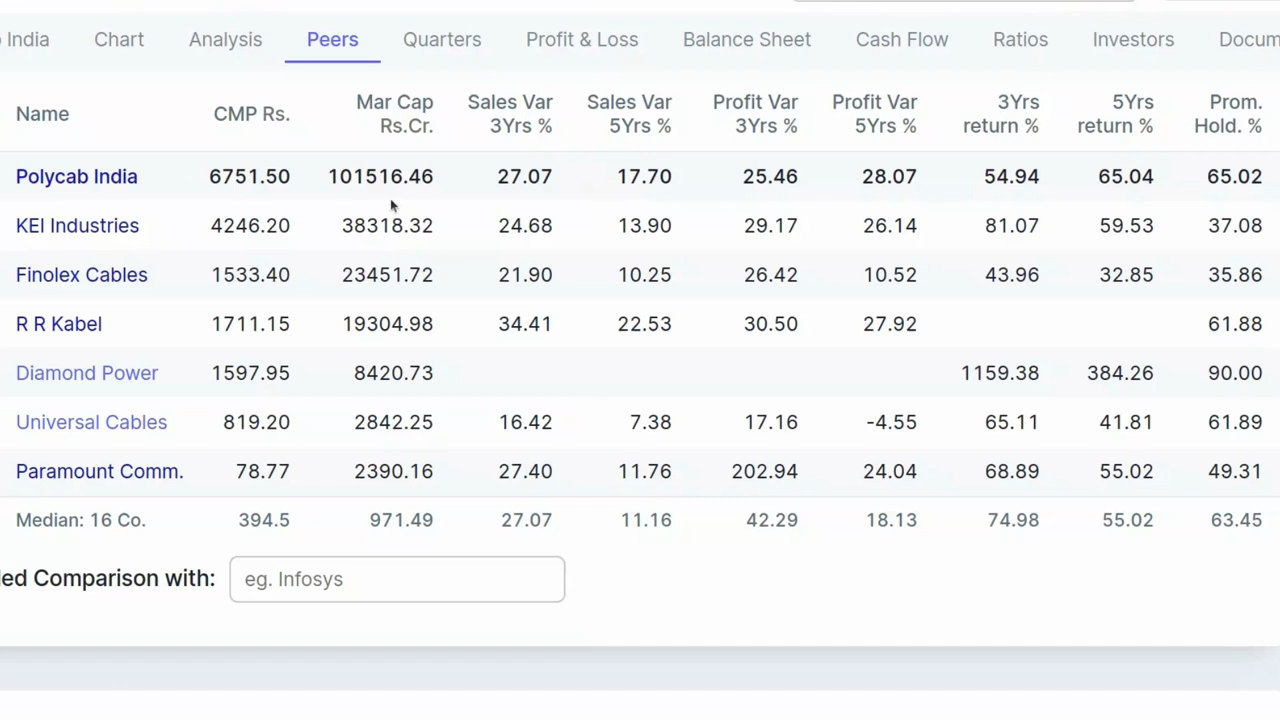 India Chart Analysis Peers Quarters Profit & Loss Balance Sheet Cash Flow Ratios Investors Docum
Name CMP Rs. Mar Cap Rs.Cr. Sales Var 3Yrs % Sales Var 5Yrs % Profit Var 3Yrs % Profit Var 5Yrs % 3Yrs return % 5Yrs return % Prom. Hold. %
Polycab India 6751.50 101516.46 27.07 17.70 25.46 28.07 54.94 65.04 65.02
KEI Industries 4246.20 38318.32 24.68 13.90 29.17 26.14 81.07 59.53 37.08
Finolex Cables 1533.40 23451.72 21.90 10.25 26.42 10.52 43.96 32.85 35.86
R R Kabel 1711.15 19304.98 34.41 22.53 30.50 27.92 61.88
Diamond Power 1597.95 8420.73 1159.38 384.26 90.00
Universal Cables 819.20 2842.25 16.42 7.38 17.16 -4.55 65.11 41.81 61.89
Paramount Comm. 78.77 2390.16 27.40 11.76 202.94 24.04 68.89 55.02 49.31
Median: 16 Co. 394.5 971.49 27.07 11.16 42.29 18.13 74.98 55.02 63.45
led Comparison with: eg. Infosys